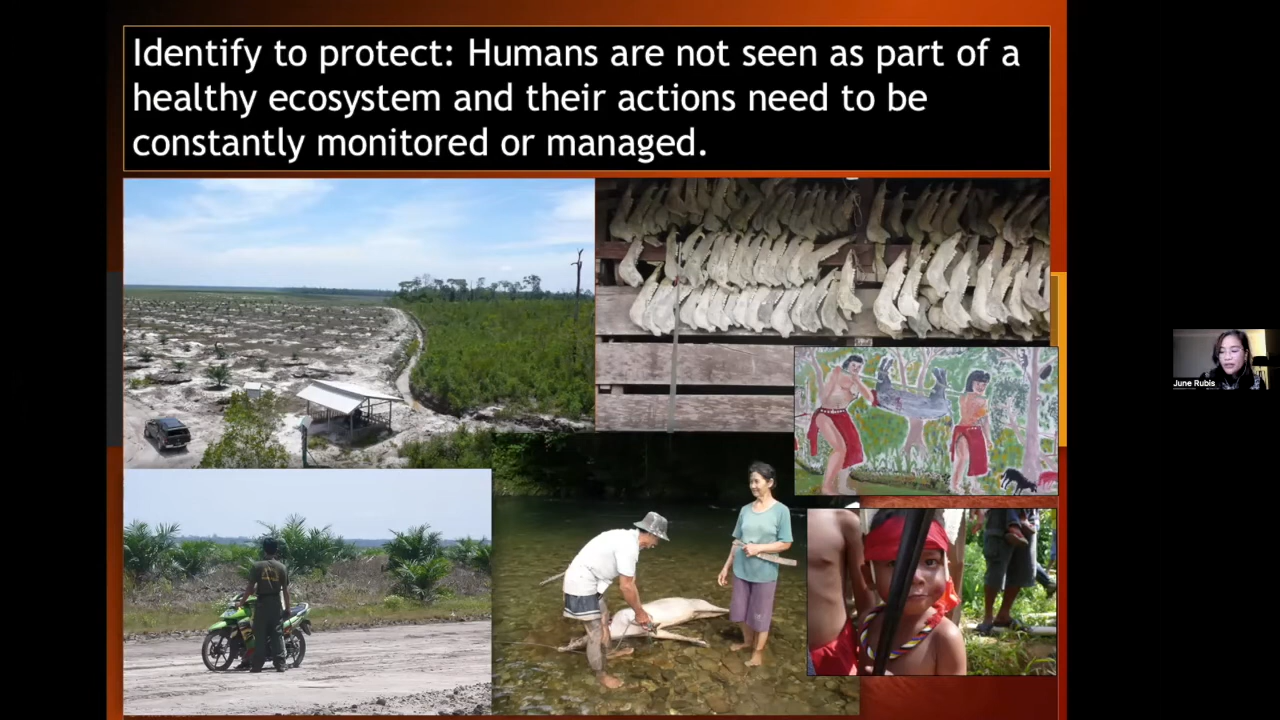 Identify to protect: Humans are not seen as part of a
healthy ecosystem and their actions need to be
constantly monitored or managed.
June Rubis